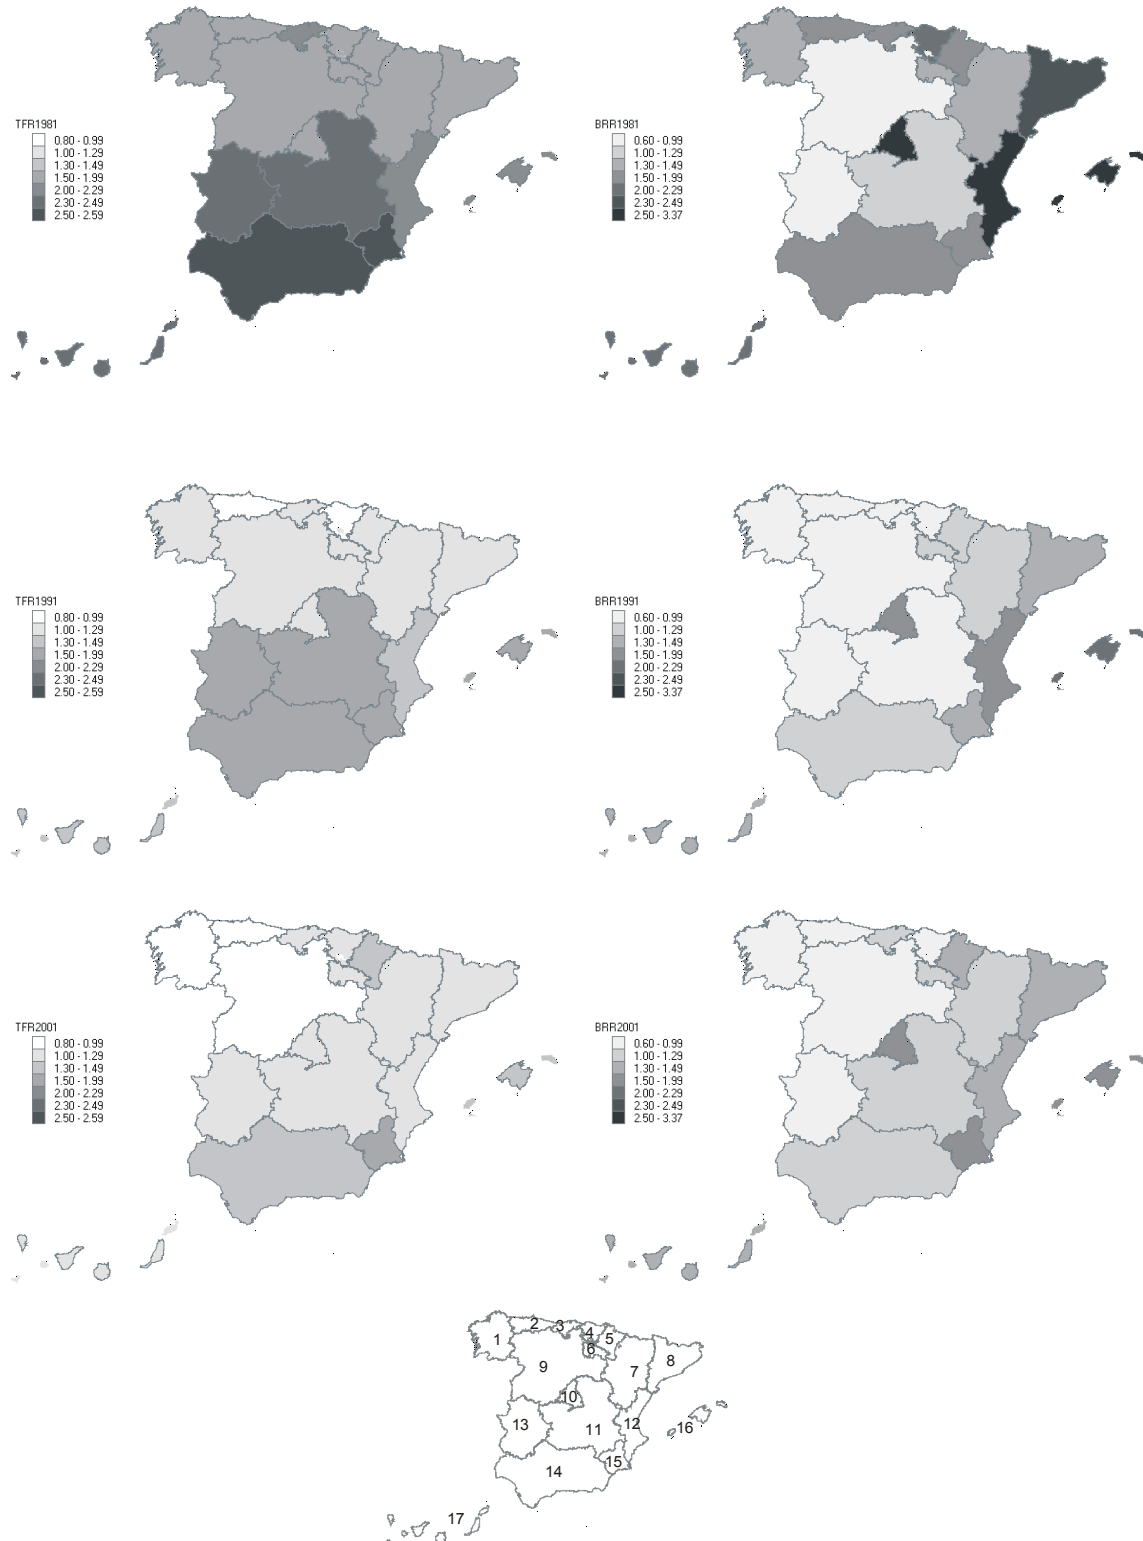 TFR1981
0.80 - 0.99
1.00 - 1.29
1.30 - 1.49
1.50 - 1.99
2.00 - 2.29
2.30 - 2.49
2.50 - 2.59
BRR1981
0.60 - 0.99
1.00 - 1.29
1.30 - 1.49
1.50 - 1.99
2.00 - 2.29
2.30 - 2.49
2.50 - 3.37
TFR1991
0.80 - 0.99
1.00 - 1.29
1.30 - 1.49
1.50 - 1.99
2.00 - 2.29
2.30 - 2.49
2.50 - 2.59
BRR1991
0.60 - 0.99
1.00 - 1.29
1.30 - 1.49
1.50 - 1.99
2.00 - 2.29
2.30 - 2.49
2.50 - 3.37
TFR2001
0.80 - 0.99
1.00 - 1.29
1.30 - 1.49
1.50 - 1.99
2.00 - 2.29
2.30 - 2.49
2.50 - 2.59
BRR2001
0.60 - 0.99
1.00 - 1.29
1.30 - 1.49
1.50 - 1.99
2.00 - 2.29
2.30 - 2.49
2.50 - 3.37
1
2
3
4
5
6
7
8
9
10
11
12
13
14
15
16
17